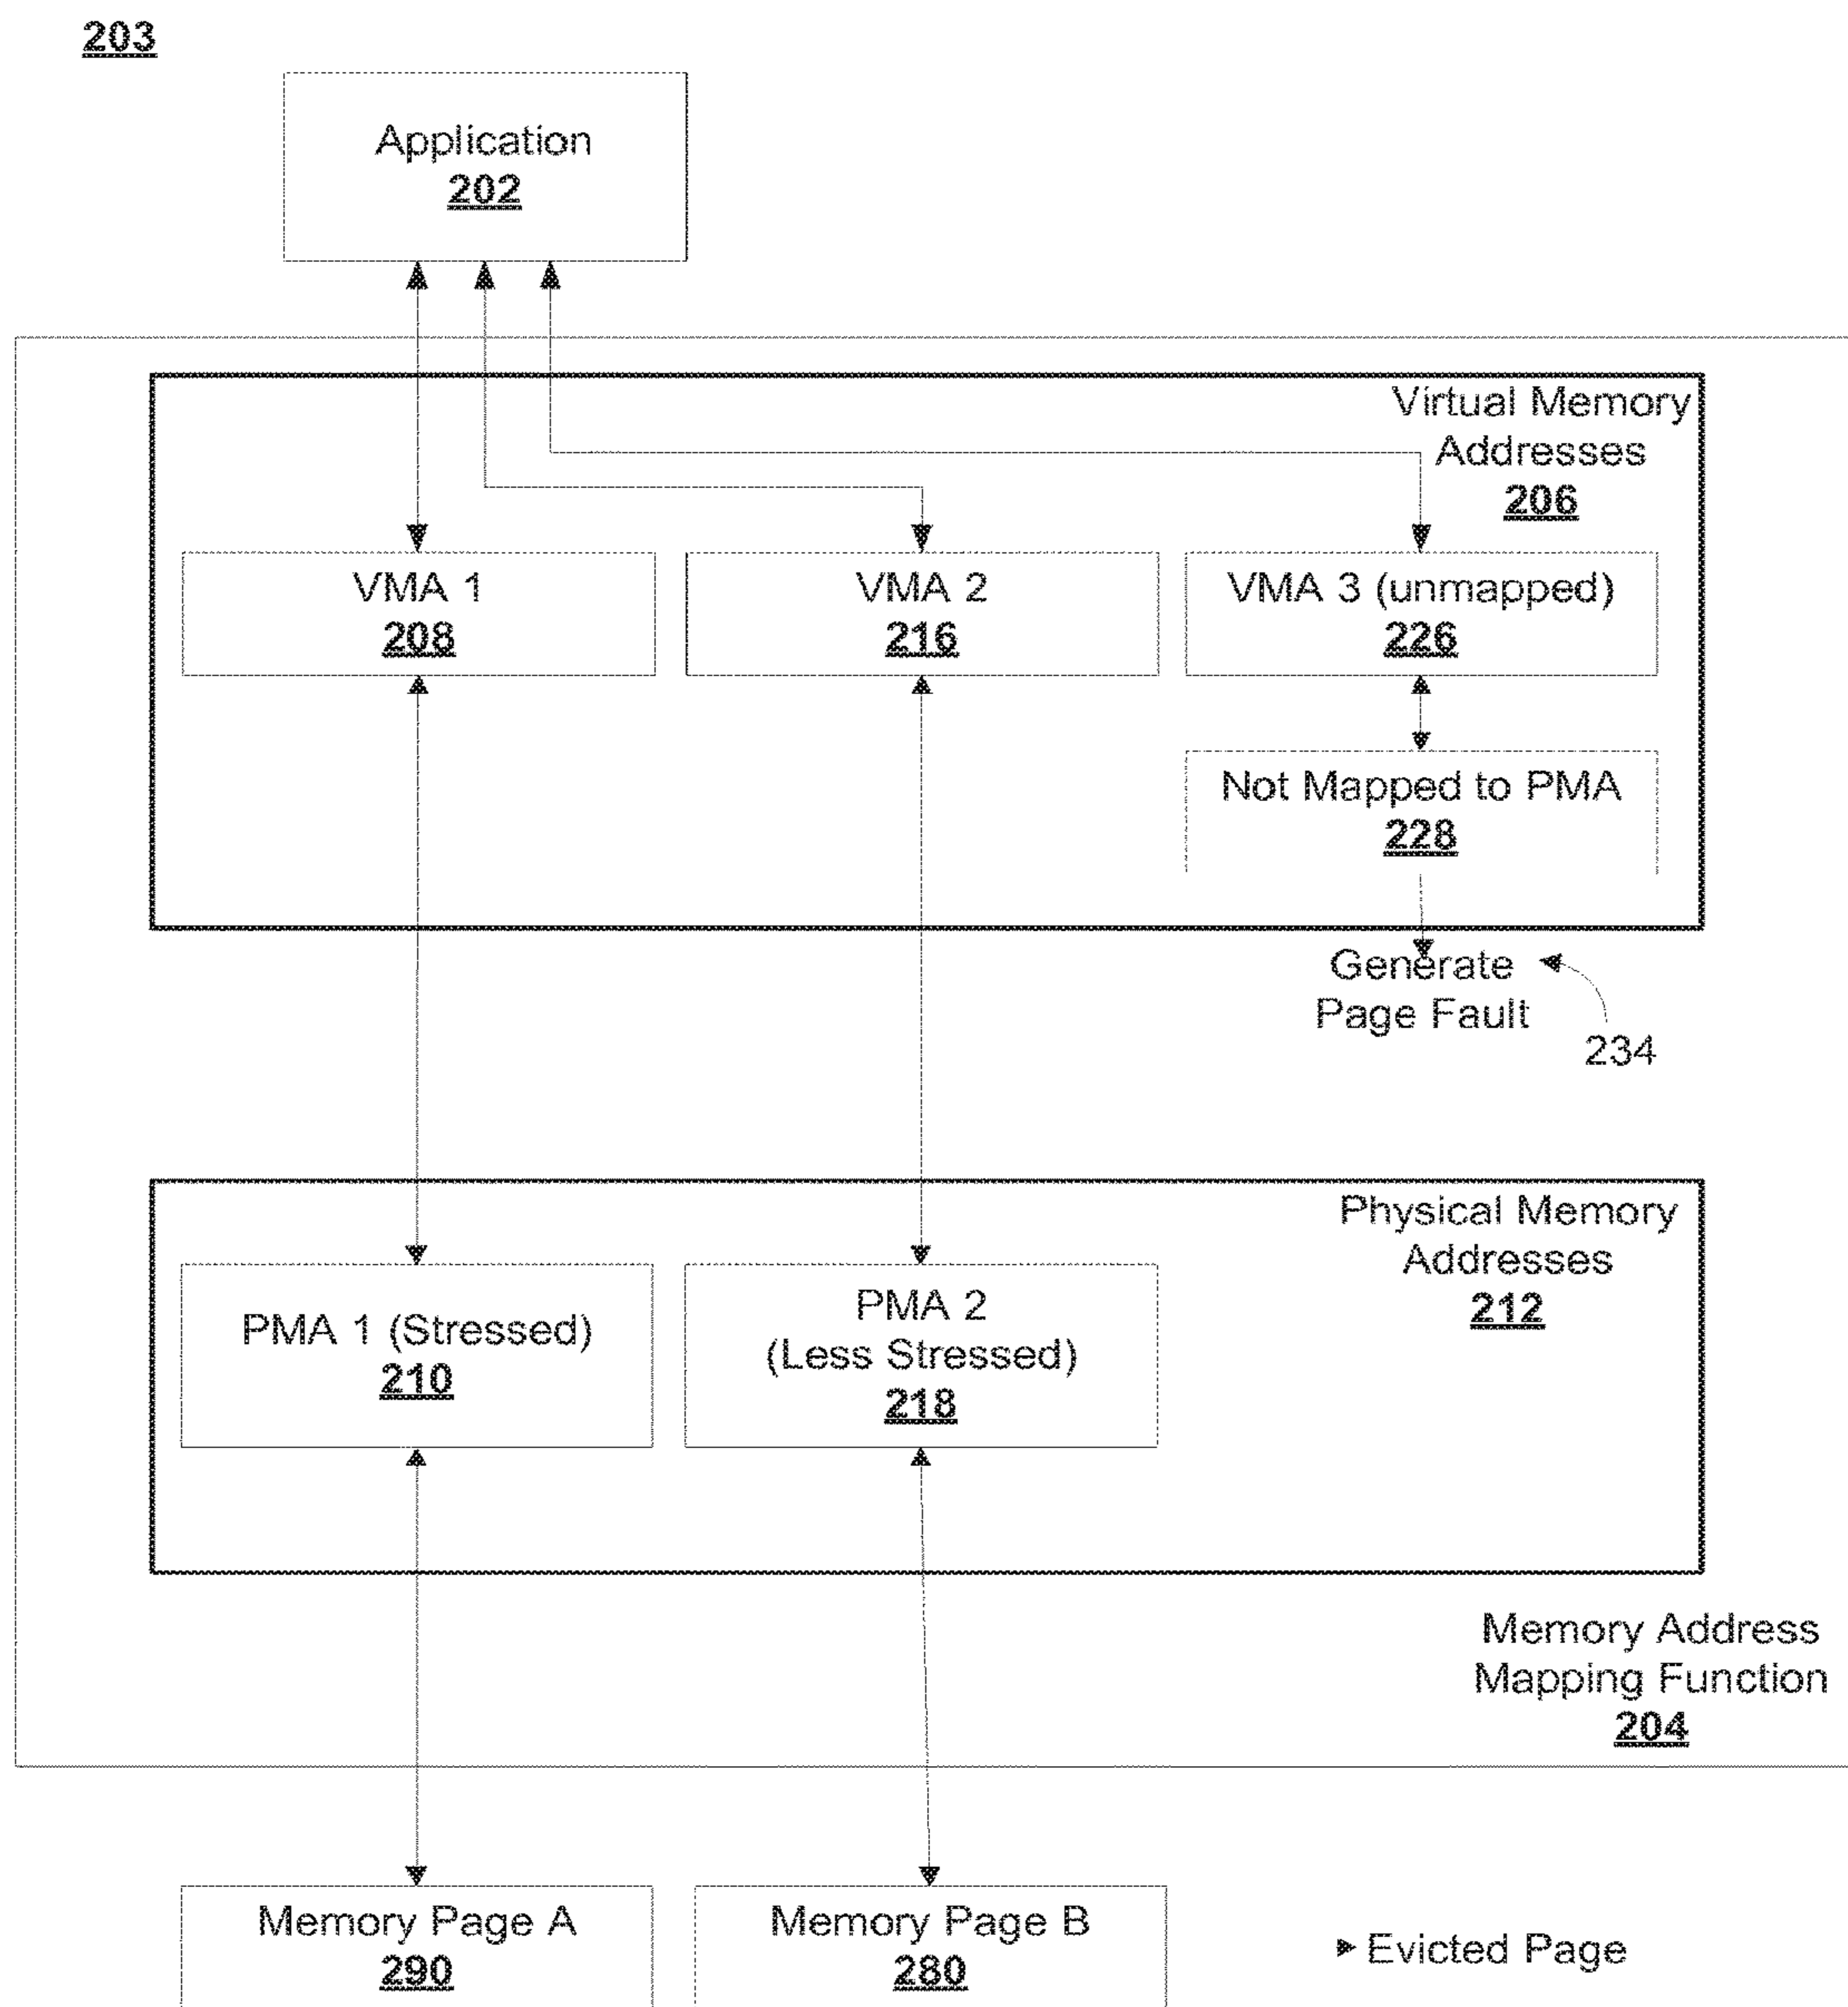 203
Application
202
Virtual Memory
Addresses
206
VMA 1
208
VMA 2
216
VMA 3 (unmapped)
226
Not Mapped to PMA
228
Generate
Page Fault
234
Physical Memory
Addresses
212
PMA 1 (Stressed)
210
PMA 2
(Less Stressed)
218
Memory Address
Mapping Function
204
Memory Page A
290
Memory Page B
280
Evicted Page